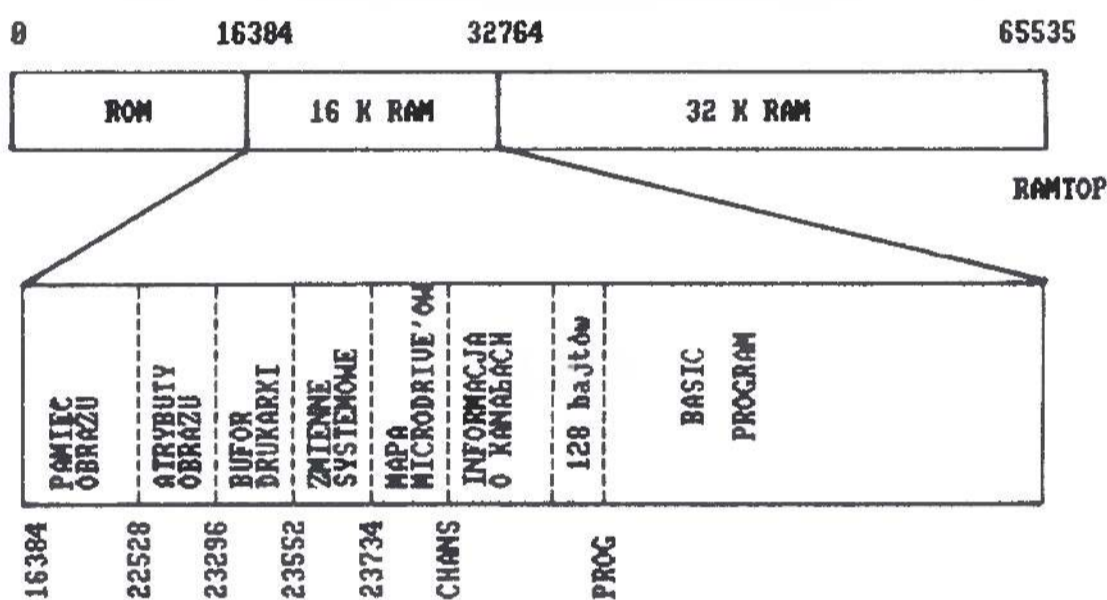 0 16384 32764 65535
ROM 16 K RAM 32 K RAM
RAMTOP
PAMIĘC
OBRAZU
ATRYBUTY
OBRAZU
BUFOR
DRUKARKI
ZMIENNE
SYSTEMOWE
MAPA
MICRODRIVE'ÓW
INFORMACJA
O KANAŁACH
128 bajtów
BASIC
PROGRAM
16384
22528
23296
23552
23734
CHANS
PROG